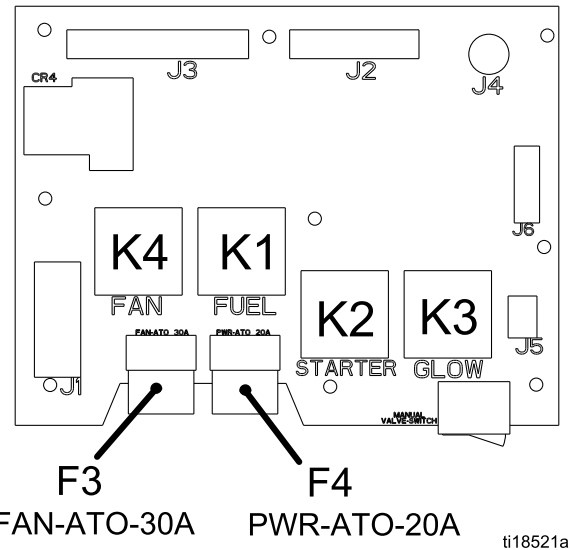 J3
J2
J4
CR4
J6
K4
K1
FAN
FUEL
K2
K3
FAN-ATO 30A
PWR-ATO 20A
J5
STARTER
GLOW
J1
MANUAL
VALVE-SWITCH
F3
F4
FAN-ATO-30A
PWR-ATO-20A
ti18521a